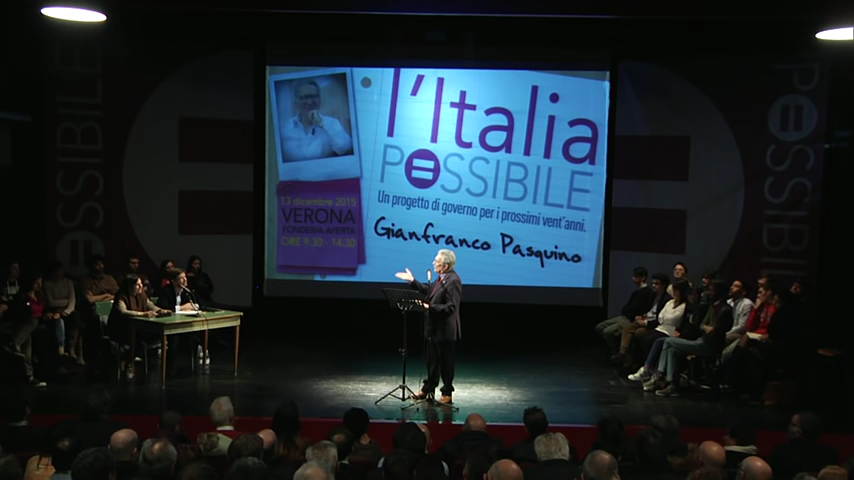 l'Italia
POSSIBILE
Un progetto di governo per i prossimi vent'anni.
Gianfranco Pasquino
13 dicembre 2015
VERONA
FONDERIA APERTA
ORE 9.30 - 14.30
POSSIBILE
POSSIBILE